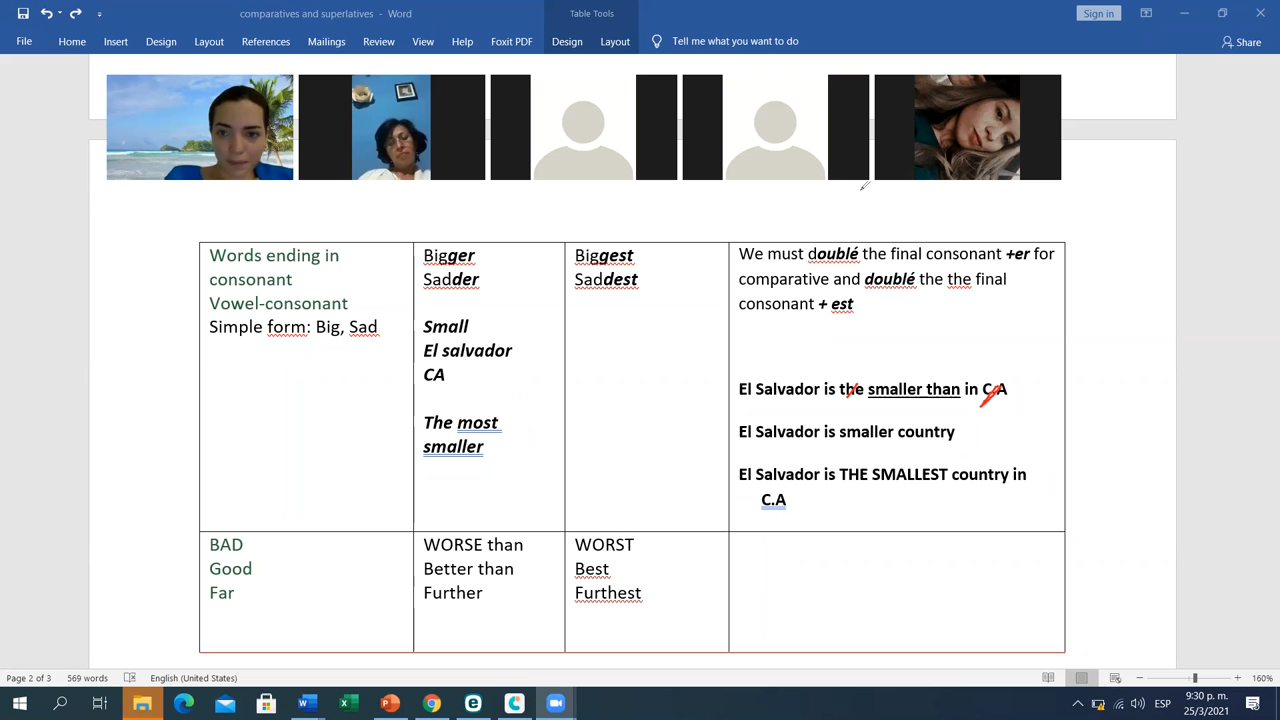 comparatives and superlatives - Word
Table Tools
Sign in
File Home Insert Design Layout References Mailings Review View Help Foxit PDF Design Layout Tell me what you want to do Share
Words ending in
consonant
Vowel-consonant
Simple form: Big, Sad
Bigger
Sadder
Small
El salvador
CA
The most
smaller
Biggest
Saddest
We must doublé the final consonant +er for
comparative and doublé the the final
consonant + est
El Salvador is the smaller than in C.A
El Salvador is smaller country
El Salvador is THE SMALLEST country in
C.A
BAD
Good
Far
WORSE than
Better than
Further
WORST
Best
Furthest
Page 2 of 3 569 words English (United States) 160%
ESP
9:30 p. m.
25/3/2021